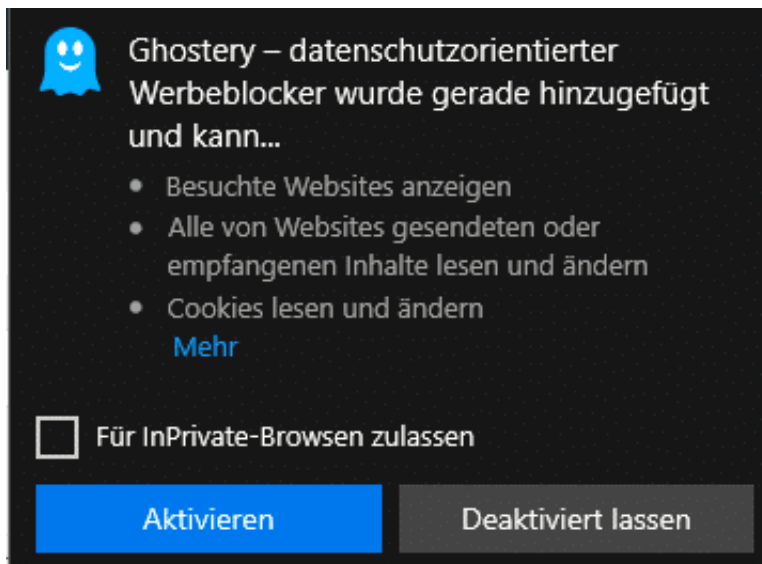 Ghostery – datenschutzorientierter
Werbeblocker wurde gerade hinzugefügt
und kann...
• Besuchte Websites anzeigen
• Alle von Websites gesendeten oder
empfangenen Inhalte lesen und ändern
• Cookies lesen und ändern
Mehr
Für InPrivate-Browsen zulassen
Aktivieren
Deaktiviert lassen